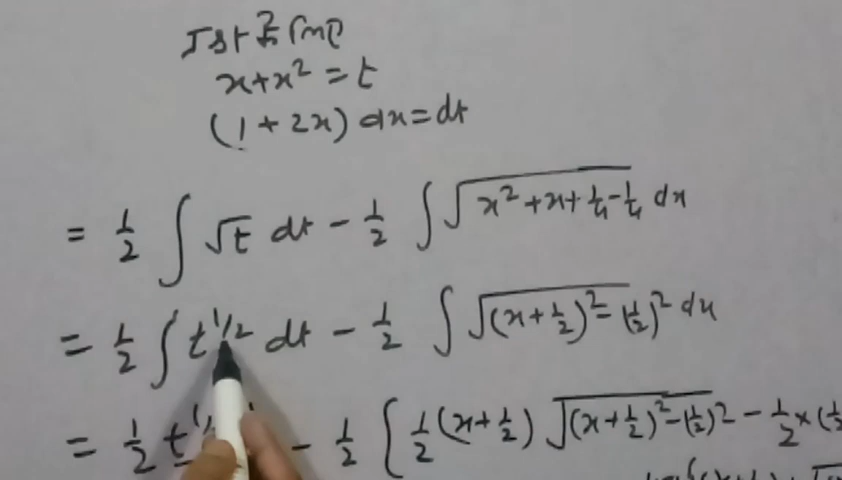 Ist में
x+x² = t
(1 + 2x) dx = dt
= 1/2 ∫ √t dt − 1/2 ∫ √(x² + x + 1/4 − 1/4) dx
= 1/2 ∫ t^1/2 dt − 1/2 ∫ √((x + 1/2)² − (1/2)²) dx
= 1/2 t − 1/2 { 1/2 (x + 1/2) √((x + 1/2)² − (1/2)²) − 1/2 × (1/2